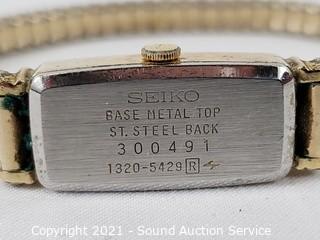 SEIKO
BASE METAL TOP
ST. STEEL BACK
300491
1320-5429 R
Copyright 2021 - Sound Auction Service